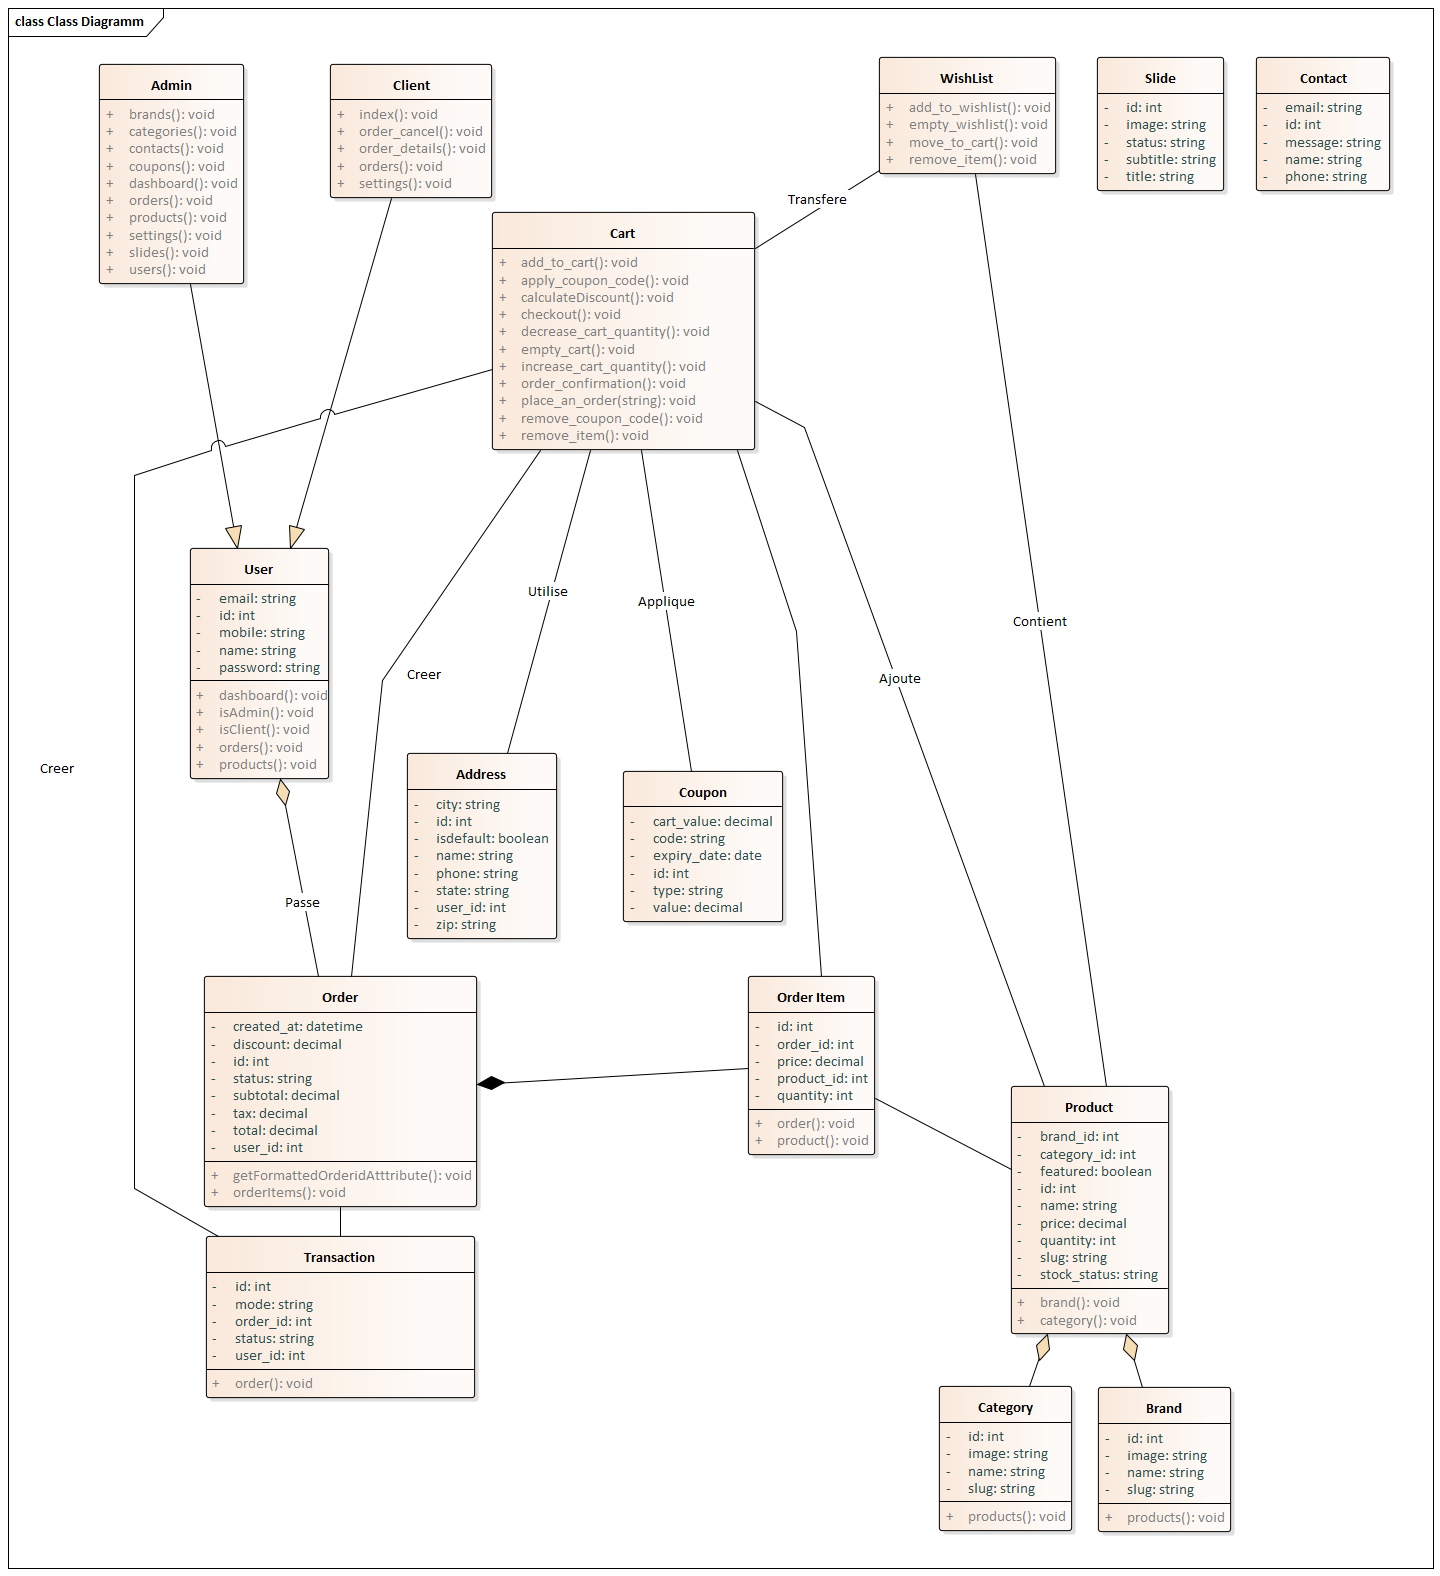 class Class Diagramm
Admin
+ brands(): void
+ categories(): void
+ contacts(): void
+ coupons(): void
+ dashboard(): void
+ orders(): void
+ products(): void
+ settings(): void
+ slides(): void
+ users(): void
Client
+ index(): void
+ order_cancel(): void
+ order_details(): void
+ orders(): void
+ settings(): void
WishList
+ add_to_wishlist(): void
+ empty_wishlist(): void
+ move_to_cart(): void
+ remove_item(): void
Slide
- id: int
- image: string
- status: string
- subtitle: string
- title: string
Contact
- email: string
- id: int
- message: string
- name: string
- phone: string
Transfere
Cart
+ add_to_cart(): void
+ apply_coupon_code(): void
+ calculateDiscount(): void
+ checkout(): void
+ decrease_cart_quantity(): void
+ empty_cart(): void
+ increase_cart_quantity(): void
+ order_confirmation(): void
+ place_an_order(string): void
+ remove_coupon_code(): void
+ remove_item(): void
User
- email: string
- id: int
- mobile: string
- name: string
- password: string
+ dashboard(): void
+ isAdmin(): void
+ isClient(): void
+ orders(): void
+ products(): void
Utilise
Applique
Contient
Creer
Ajoute
Creer
Address
- city: string
- id: int
- isdefault: boolean
- name: string
- phone: string
- state: string
- user_id: int
- zip: string
Coupon
- cart_value: decimal
- code: string
- expiry_date: date
- id: int
- type: string
- value: decimal
Passe
Order
- created_at: datetime
- discount: decimal
- id: int
- status: string
- subtotal: decimal
- tax: decimal
- total: decimal
- user_id: int
+ getFormattedOrderidAtttribute(): void
+ orderItems(): void
Order Item
- id: int
- order_id: int
- price: decimal
- product_id: int
- quantity: int
+ order(): void
+ product(): void
Product
- brand_id: int
- category_id: int
- featured: boolean
- id: int
- name: string
- price: decimal
- quantity: int
- slug: string
- stock_status: string
+ brand(): void
+ category(): void
Transaction
- id: int
- mode: string
- order_id: int
- status: string
- user_id: int
+ order(): void
Category
- id: int
- image: string
- name: string
- slug: string
+ products(): void
Brand
- id: int
- image: string
- name: string
- slug: string
+ products(): void